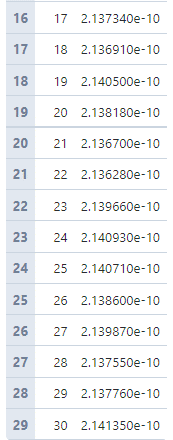 16 17 2.137340e-10
17 18 2.136910e-10
18 19 2.140500e-10
19 20 2.138180e-10
20 21 2.136700e-10
21 22 2.136280e-10
22 23 2.139660e-10
23 24 2.140930e-10
24 25 2.140710e-10
25 26 2.138600e-10
26 27 2.139870e-10
27 28 2.137550e-10
28 29 2.137760e-10
29 30 2.141350e-10